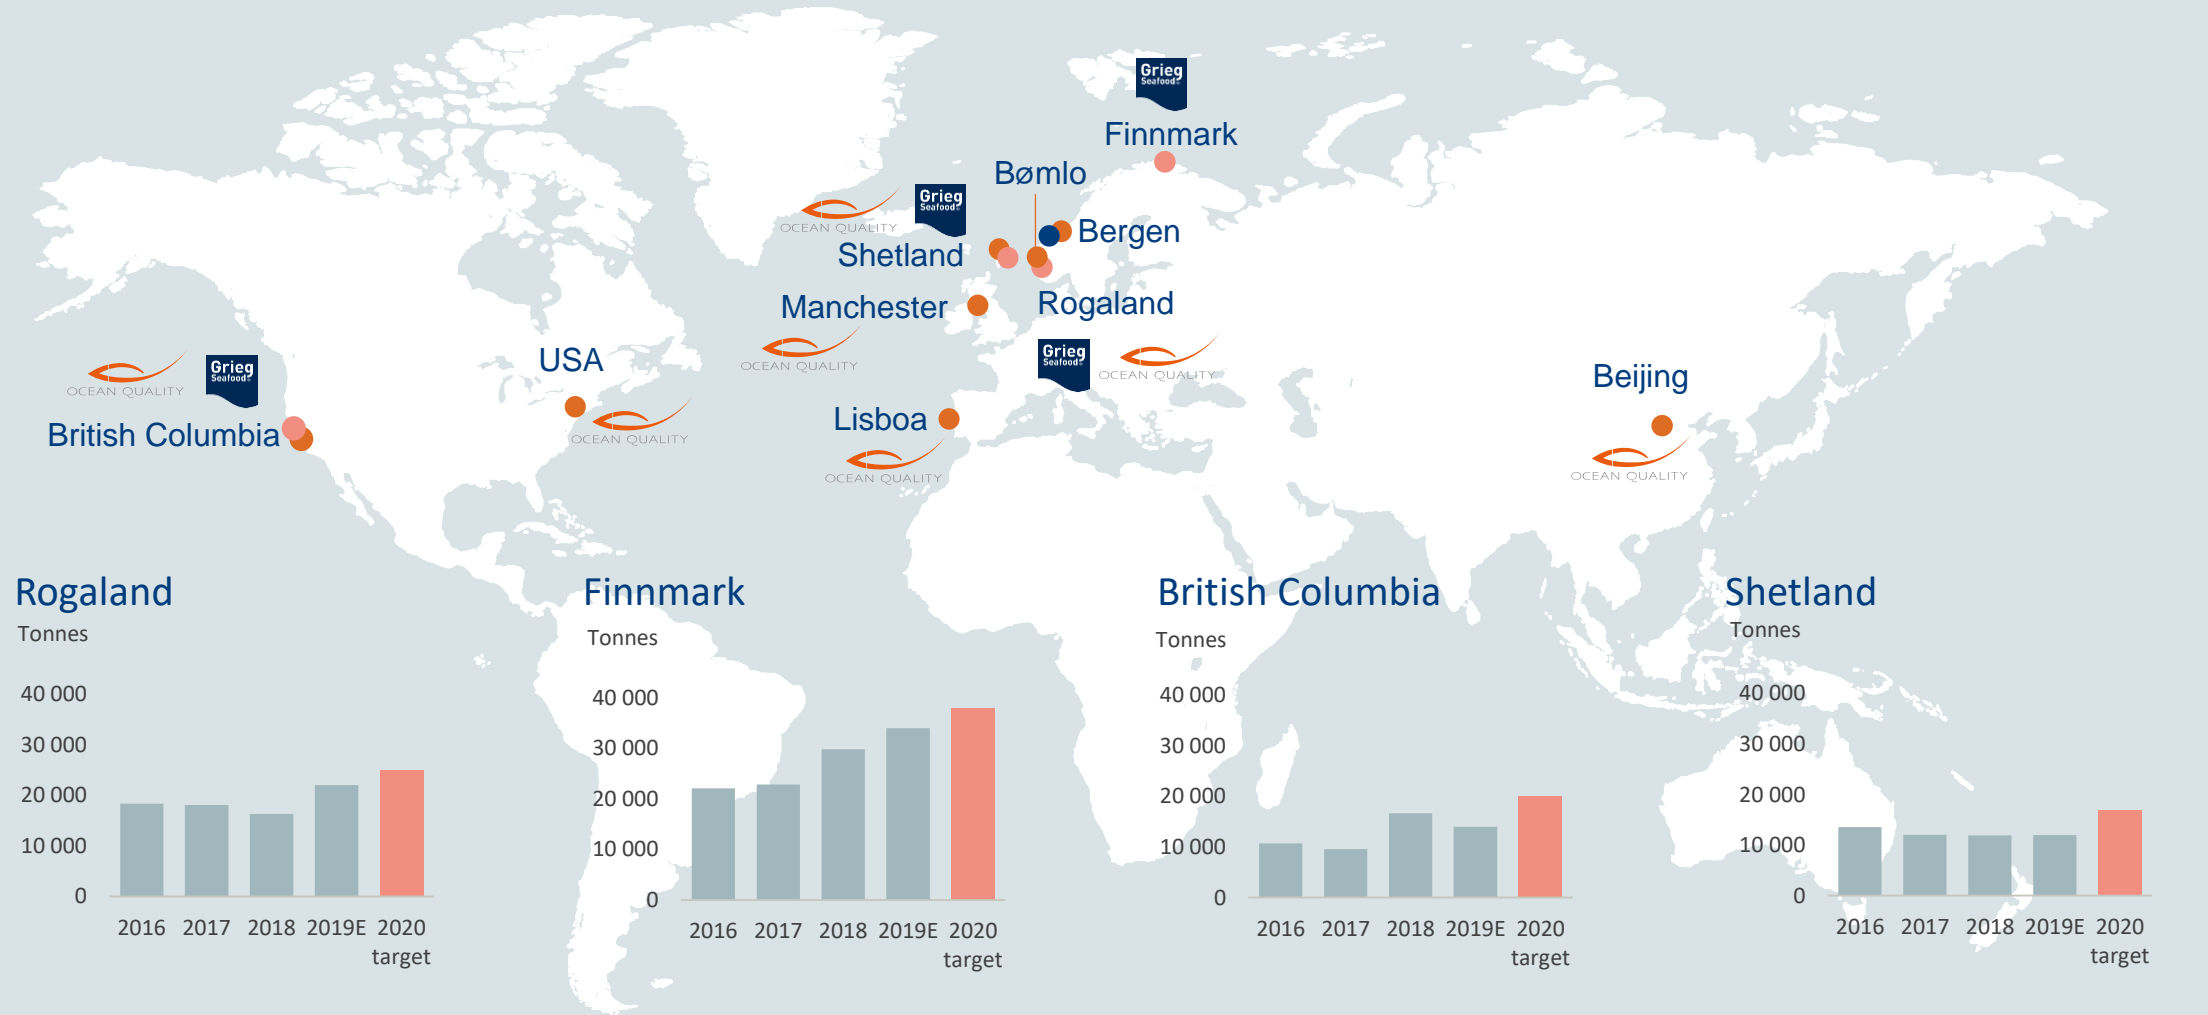 Grieg
Seafood
Finnmark
Bømlo
Grieg
Seafood
OCEAN QUALITY
Bergen
Shetland
Manchester
Rogaland
OCEAN QUALITY
Grieg
Seafood
OCEAN QUALITY
OCEAN QUALITY
Grieg
Seafood
British Columbia
USA
OCEAN QUALITY
Lisboa
OCEAN QUALITY
Beijing
OCEAN QUALITY
Rogaland
Tonnes
40 000
30 000
20 000
10 000
0
2016 2017 2018 2019E 2020
target
Finnmark
Tonnes
40 000
30 000
20 000
10 000
0
2016 2017 2018 2019E 2020
target
British Columbia
Tonnes
40 000
30 000
20 000
10 000
0
2016 2017 2018 2019E 2020
target
Shetland
Tonnes
40 000
30 000
20 000
10 000
0
2016 2017 2018 2019E 2020
target